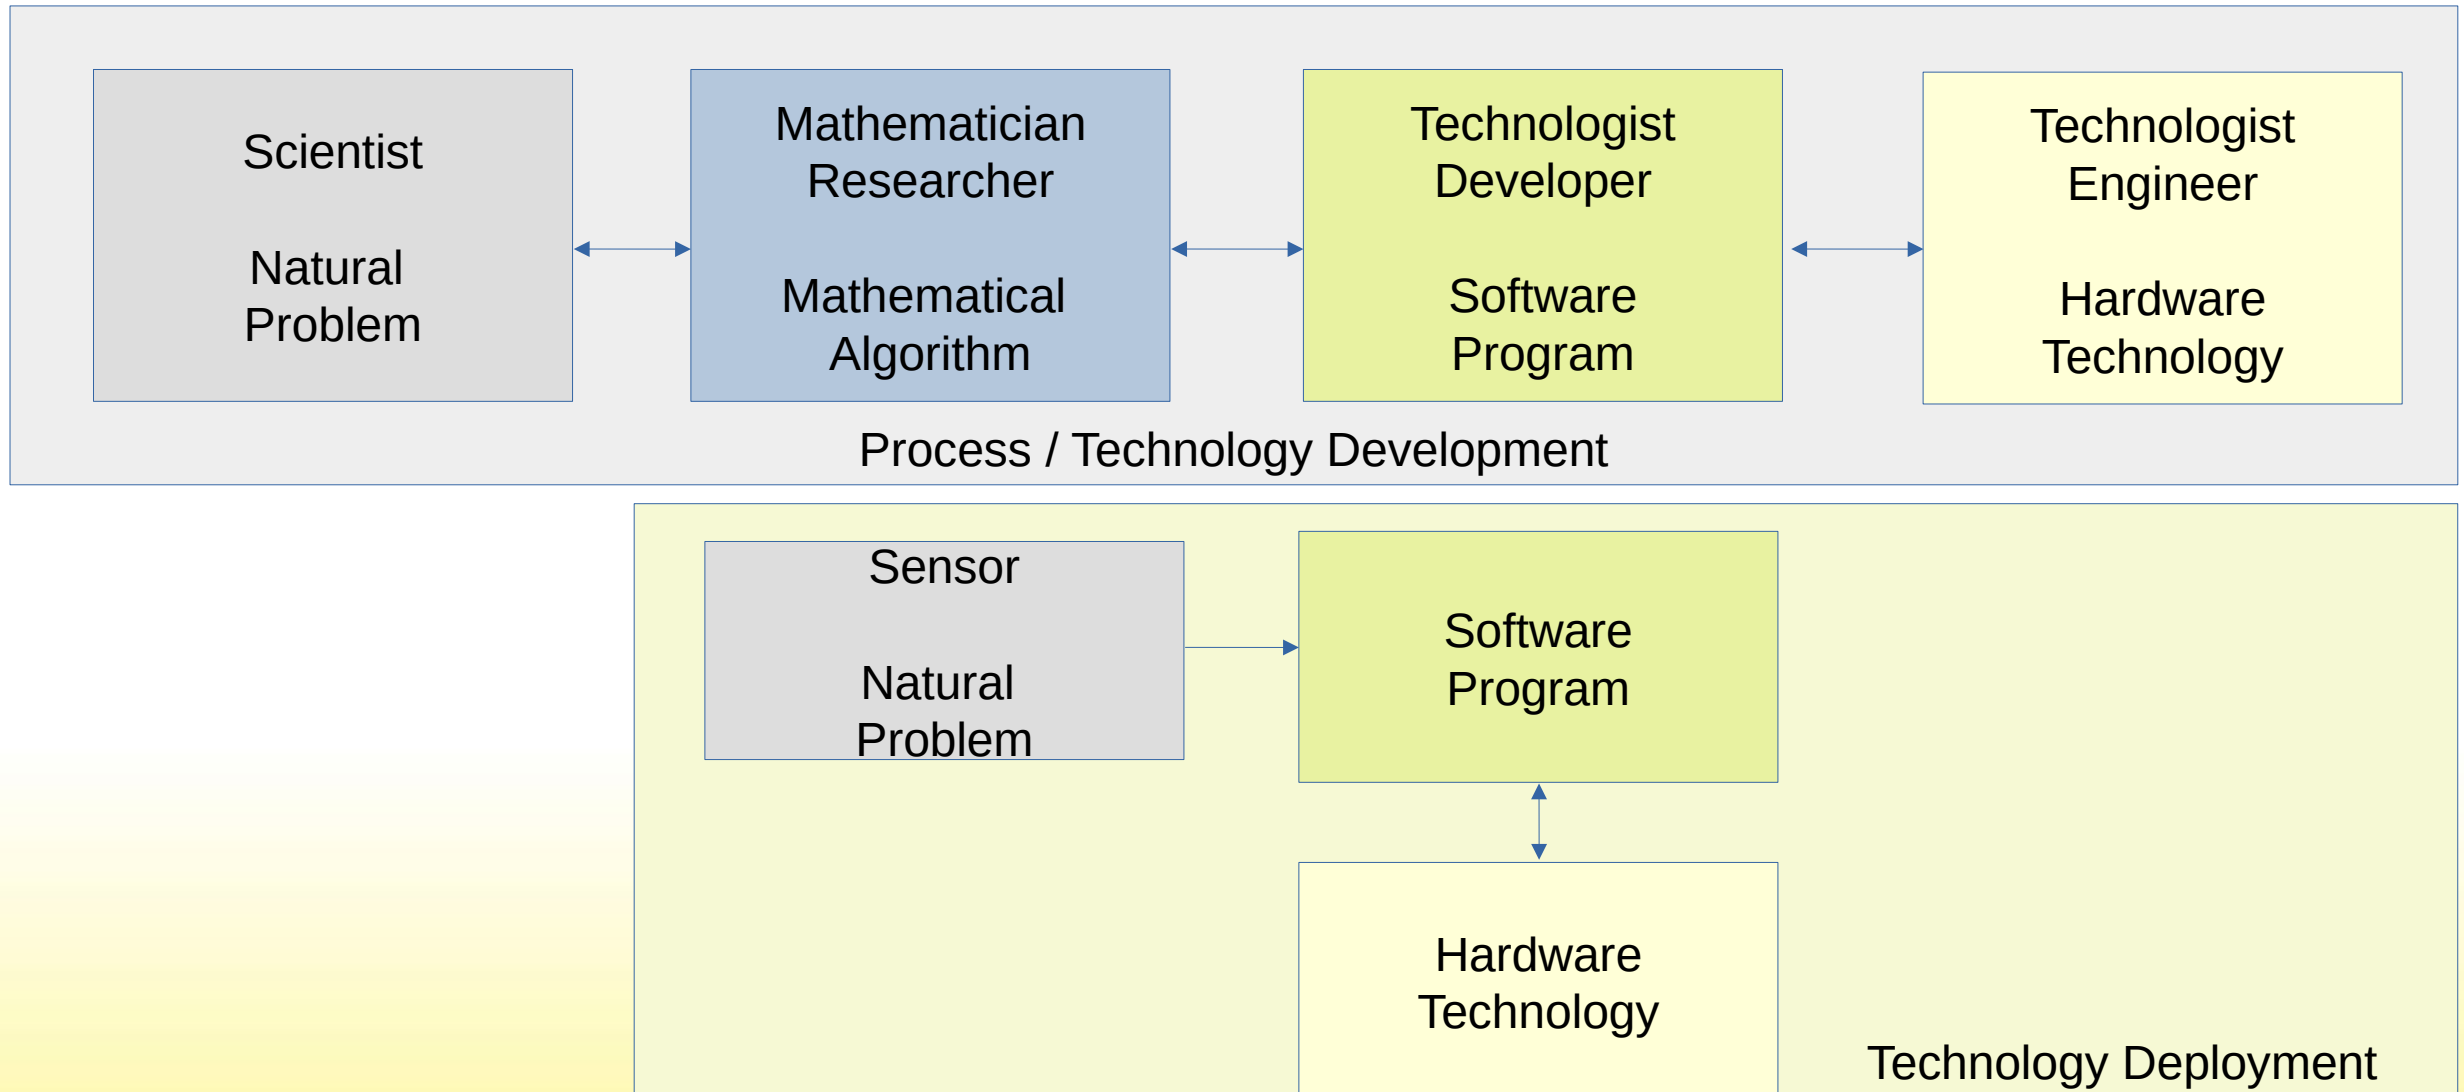 Scientist
Natural
Problem
Mathematician
Researcher
Mathematical
Algorithm
Technologist
Developer
Software
Program
Technologist
Engineer
Hardware
Technology
Process / Technology Development
Sensor
Natural
Problem
Software
Program
Hardware
Technology
Technology Deployment